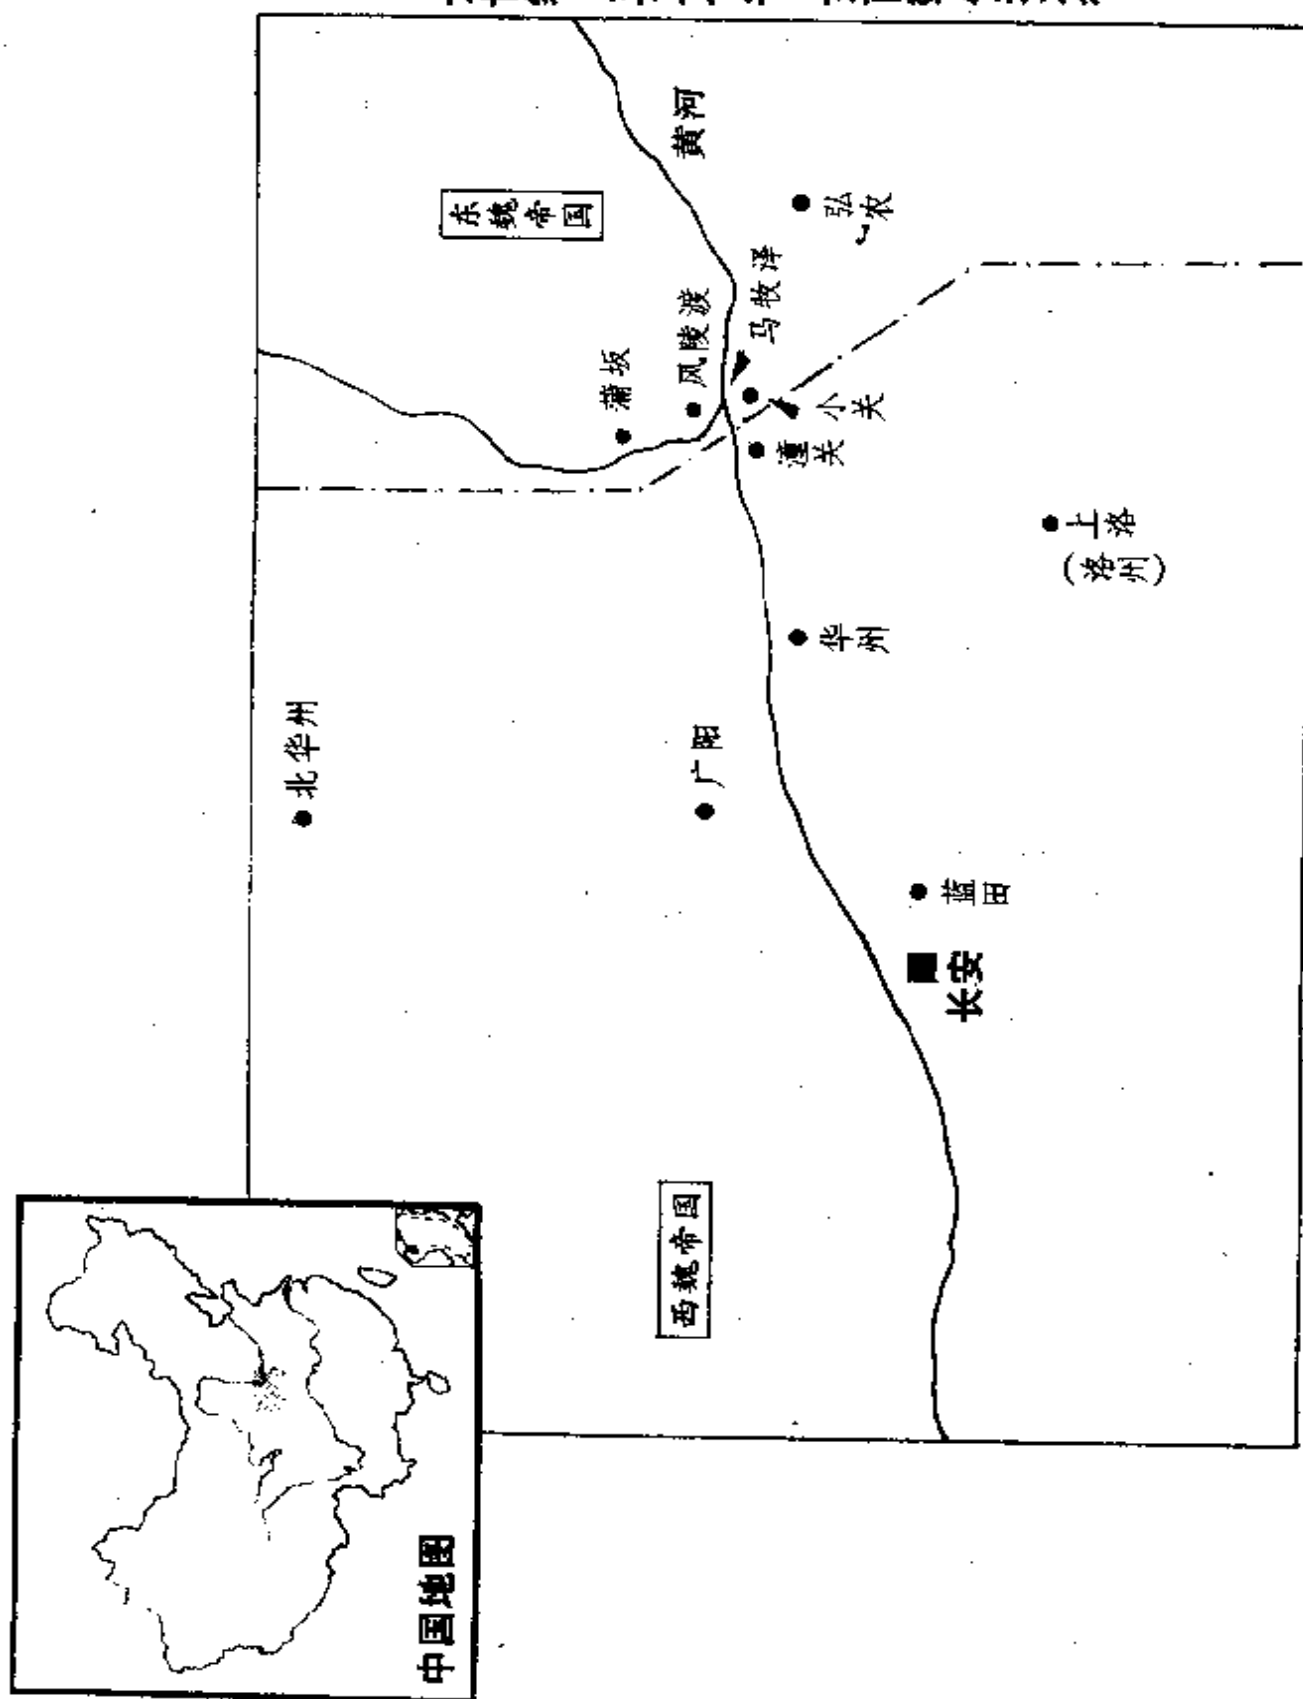 黄河
东魏帝国
弘农
马牧泽
风陵渡
蒲坂
小关
潼关
上洛
(洛州)
华州
北华州
广阳
蓝田
长安
西魏帝国
中国地图